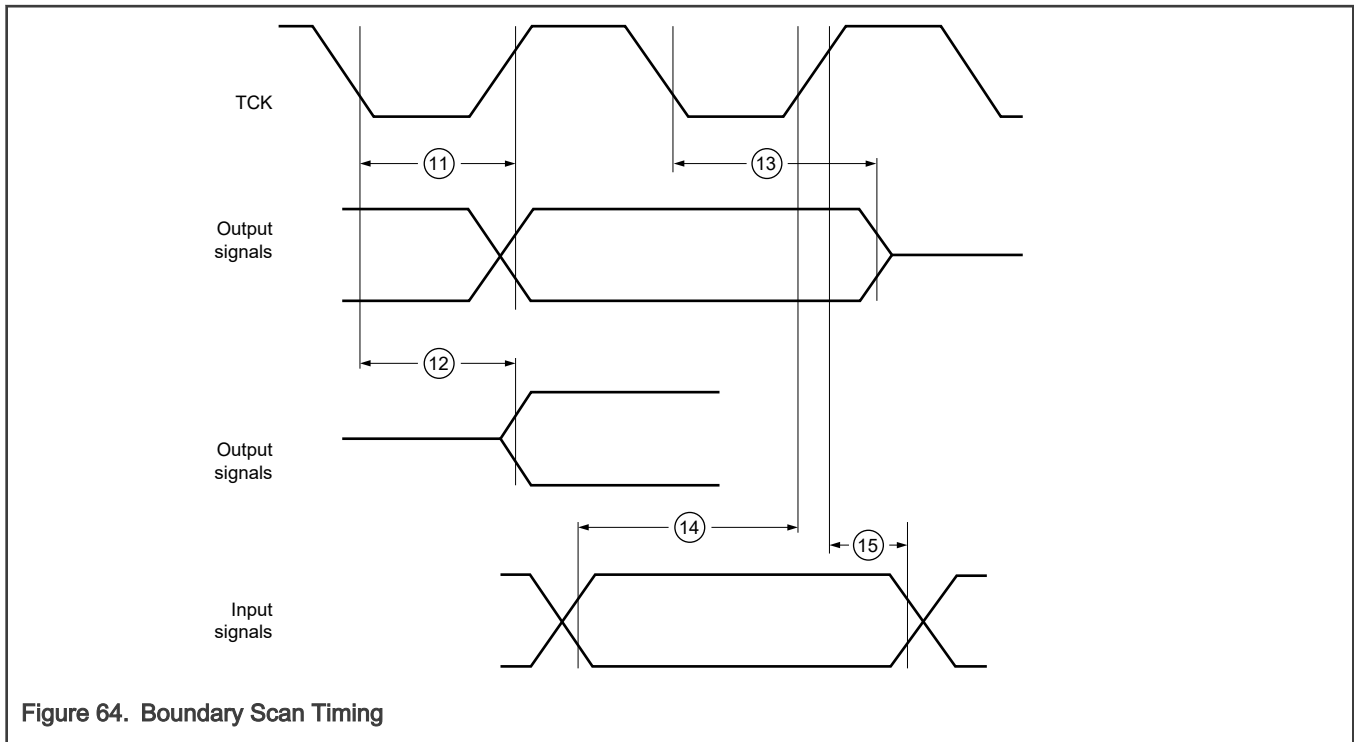 TCK
11
13
Output
signals
12
Output
signals
14
15
Input
signals
Figure 64. Boundary Scan Timing